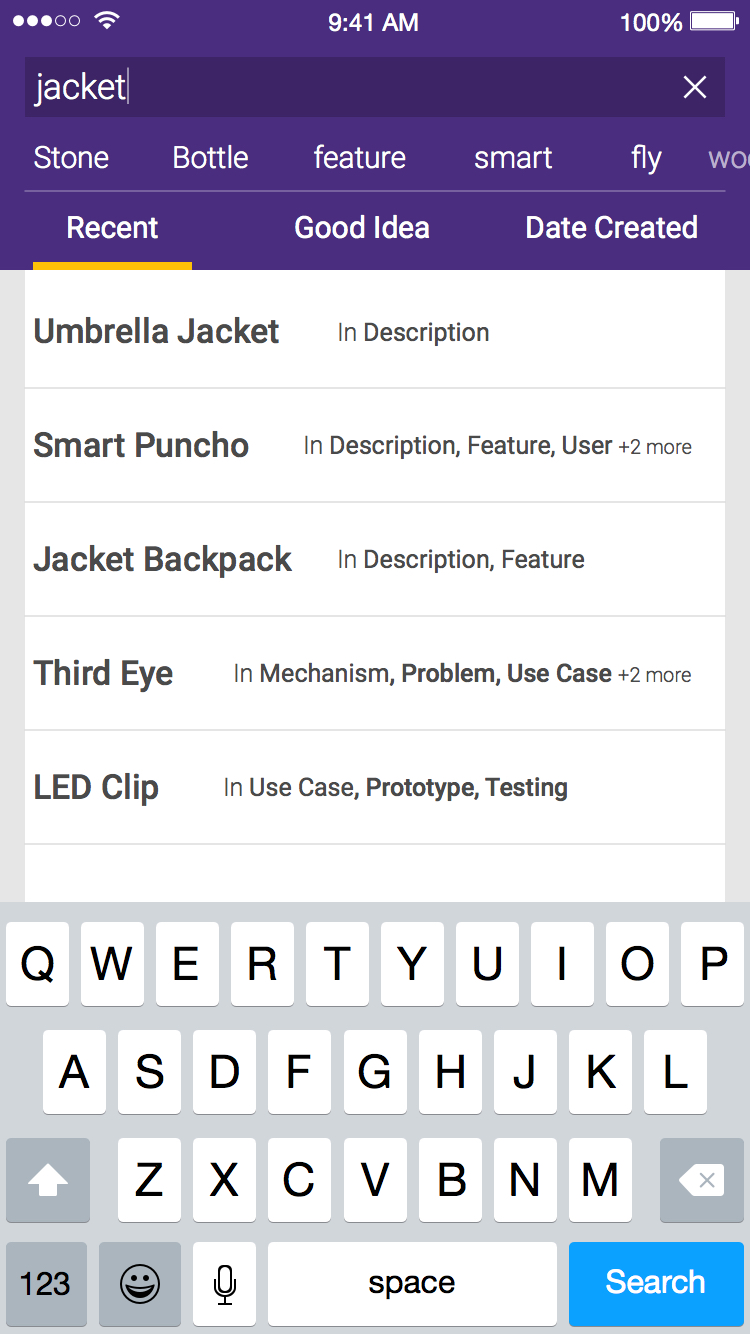 9:41 AM 100%
jacket
Stone Bottle feature smart fly
Recent Good Idea Date Created
Umbrella Jacket In Description
Smart Puncho In Description, Feature, User +2 more
Jacket Backpack In Description, Feature
Third Eye In Mechanism, Problem, Use Case +2 more
LED Clip In Use Case, Prototype, Testing
Q W E R T Y U I O P
A S D F G H J K L
Z X C V B N M
123 space Search